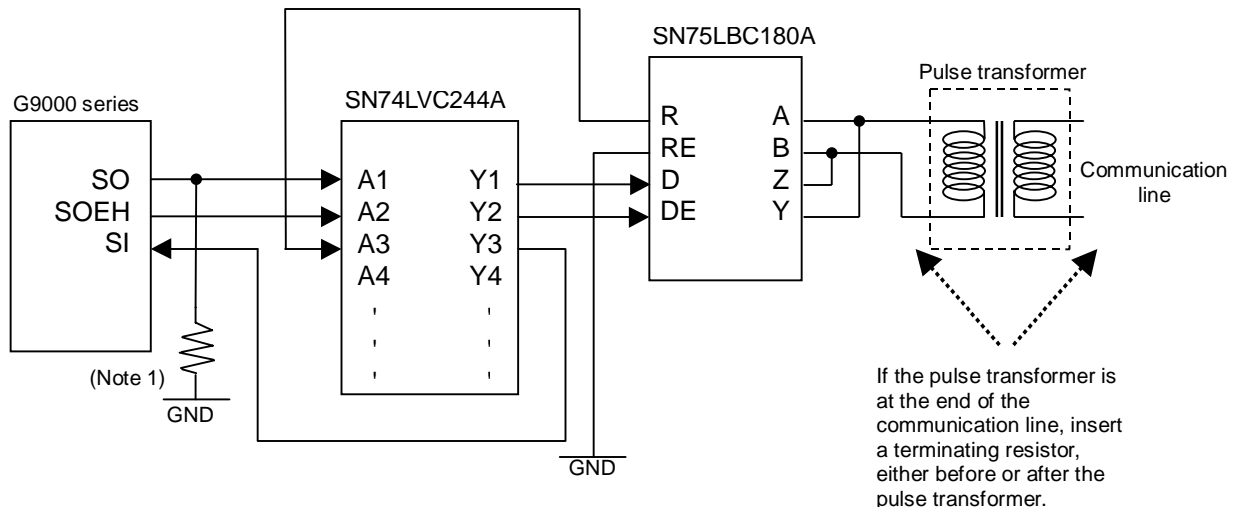 SN75LBC180A
Pulse transformer
SN74LVC244A
G9000 series
R A
RE B
D Z
DE Y
SO
SOEH
SI
A1 Y1
A2 Y2
A3 Y3
A4 Y4
Communication
line
(Note 1)
GND
GND
If the pulse transformer is
at the end of the
communication line, insert
a terminating resistor,
either before or after the
pulse transformer.